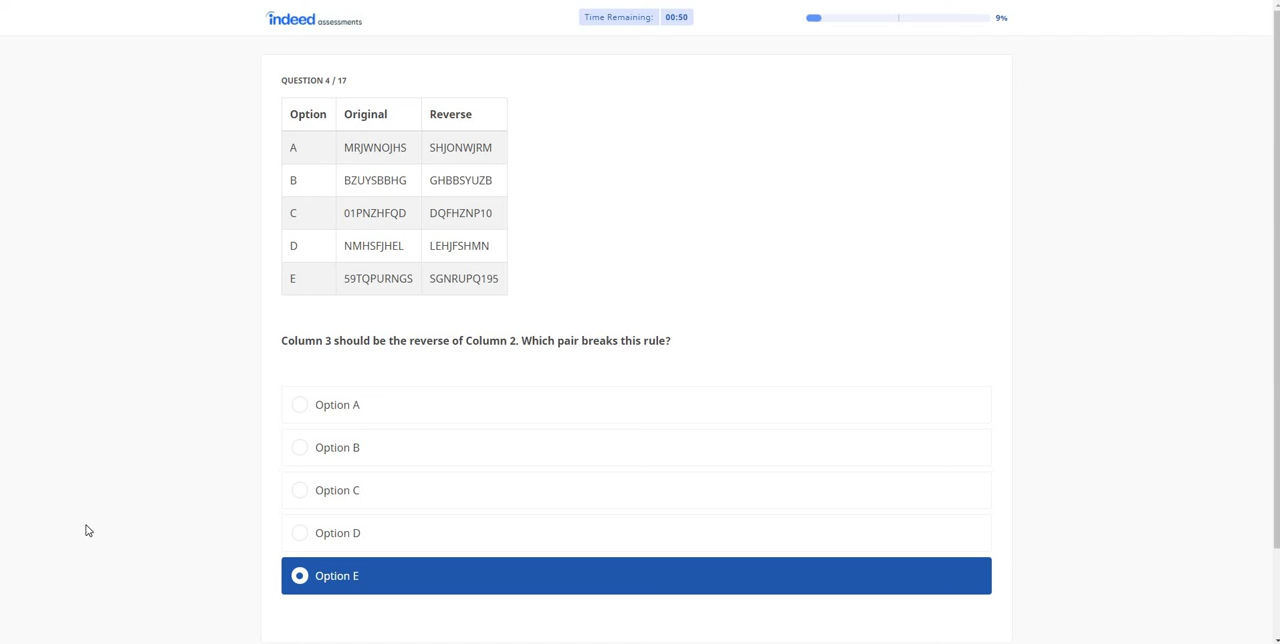 indeed assessments
Time Remaining: 00:50
9%
QUESTION 4 / 17
Option Original Reverse
A MRJWNOJHS SHJONWJRM
B BZUYSBBHG GHBBSYUZB
C 01PNZHFQD DQFHZNP10
D NMHSFJHEL LEHJFSHMN
E 59TQPURNGS SGNRUPQ195
Column 3 should be the reverse of Column 2. Which pair breaks this rule?
Option A
Option B
Option C
Option D
Option E